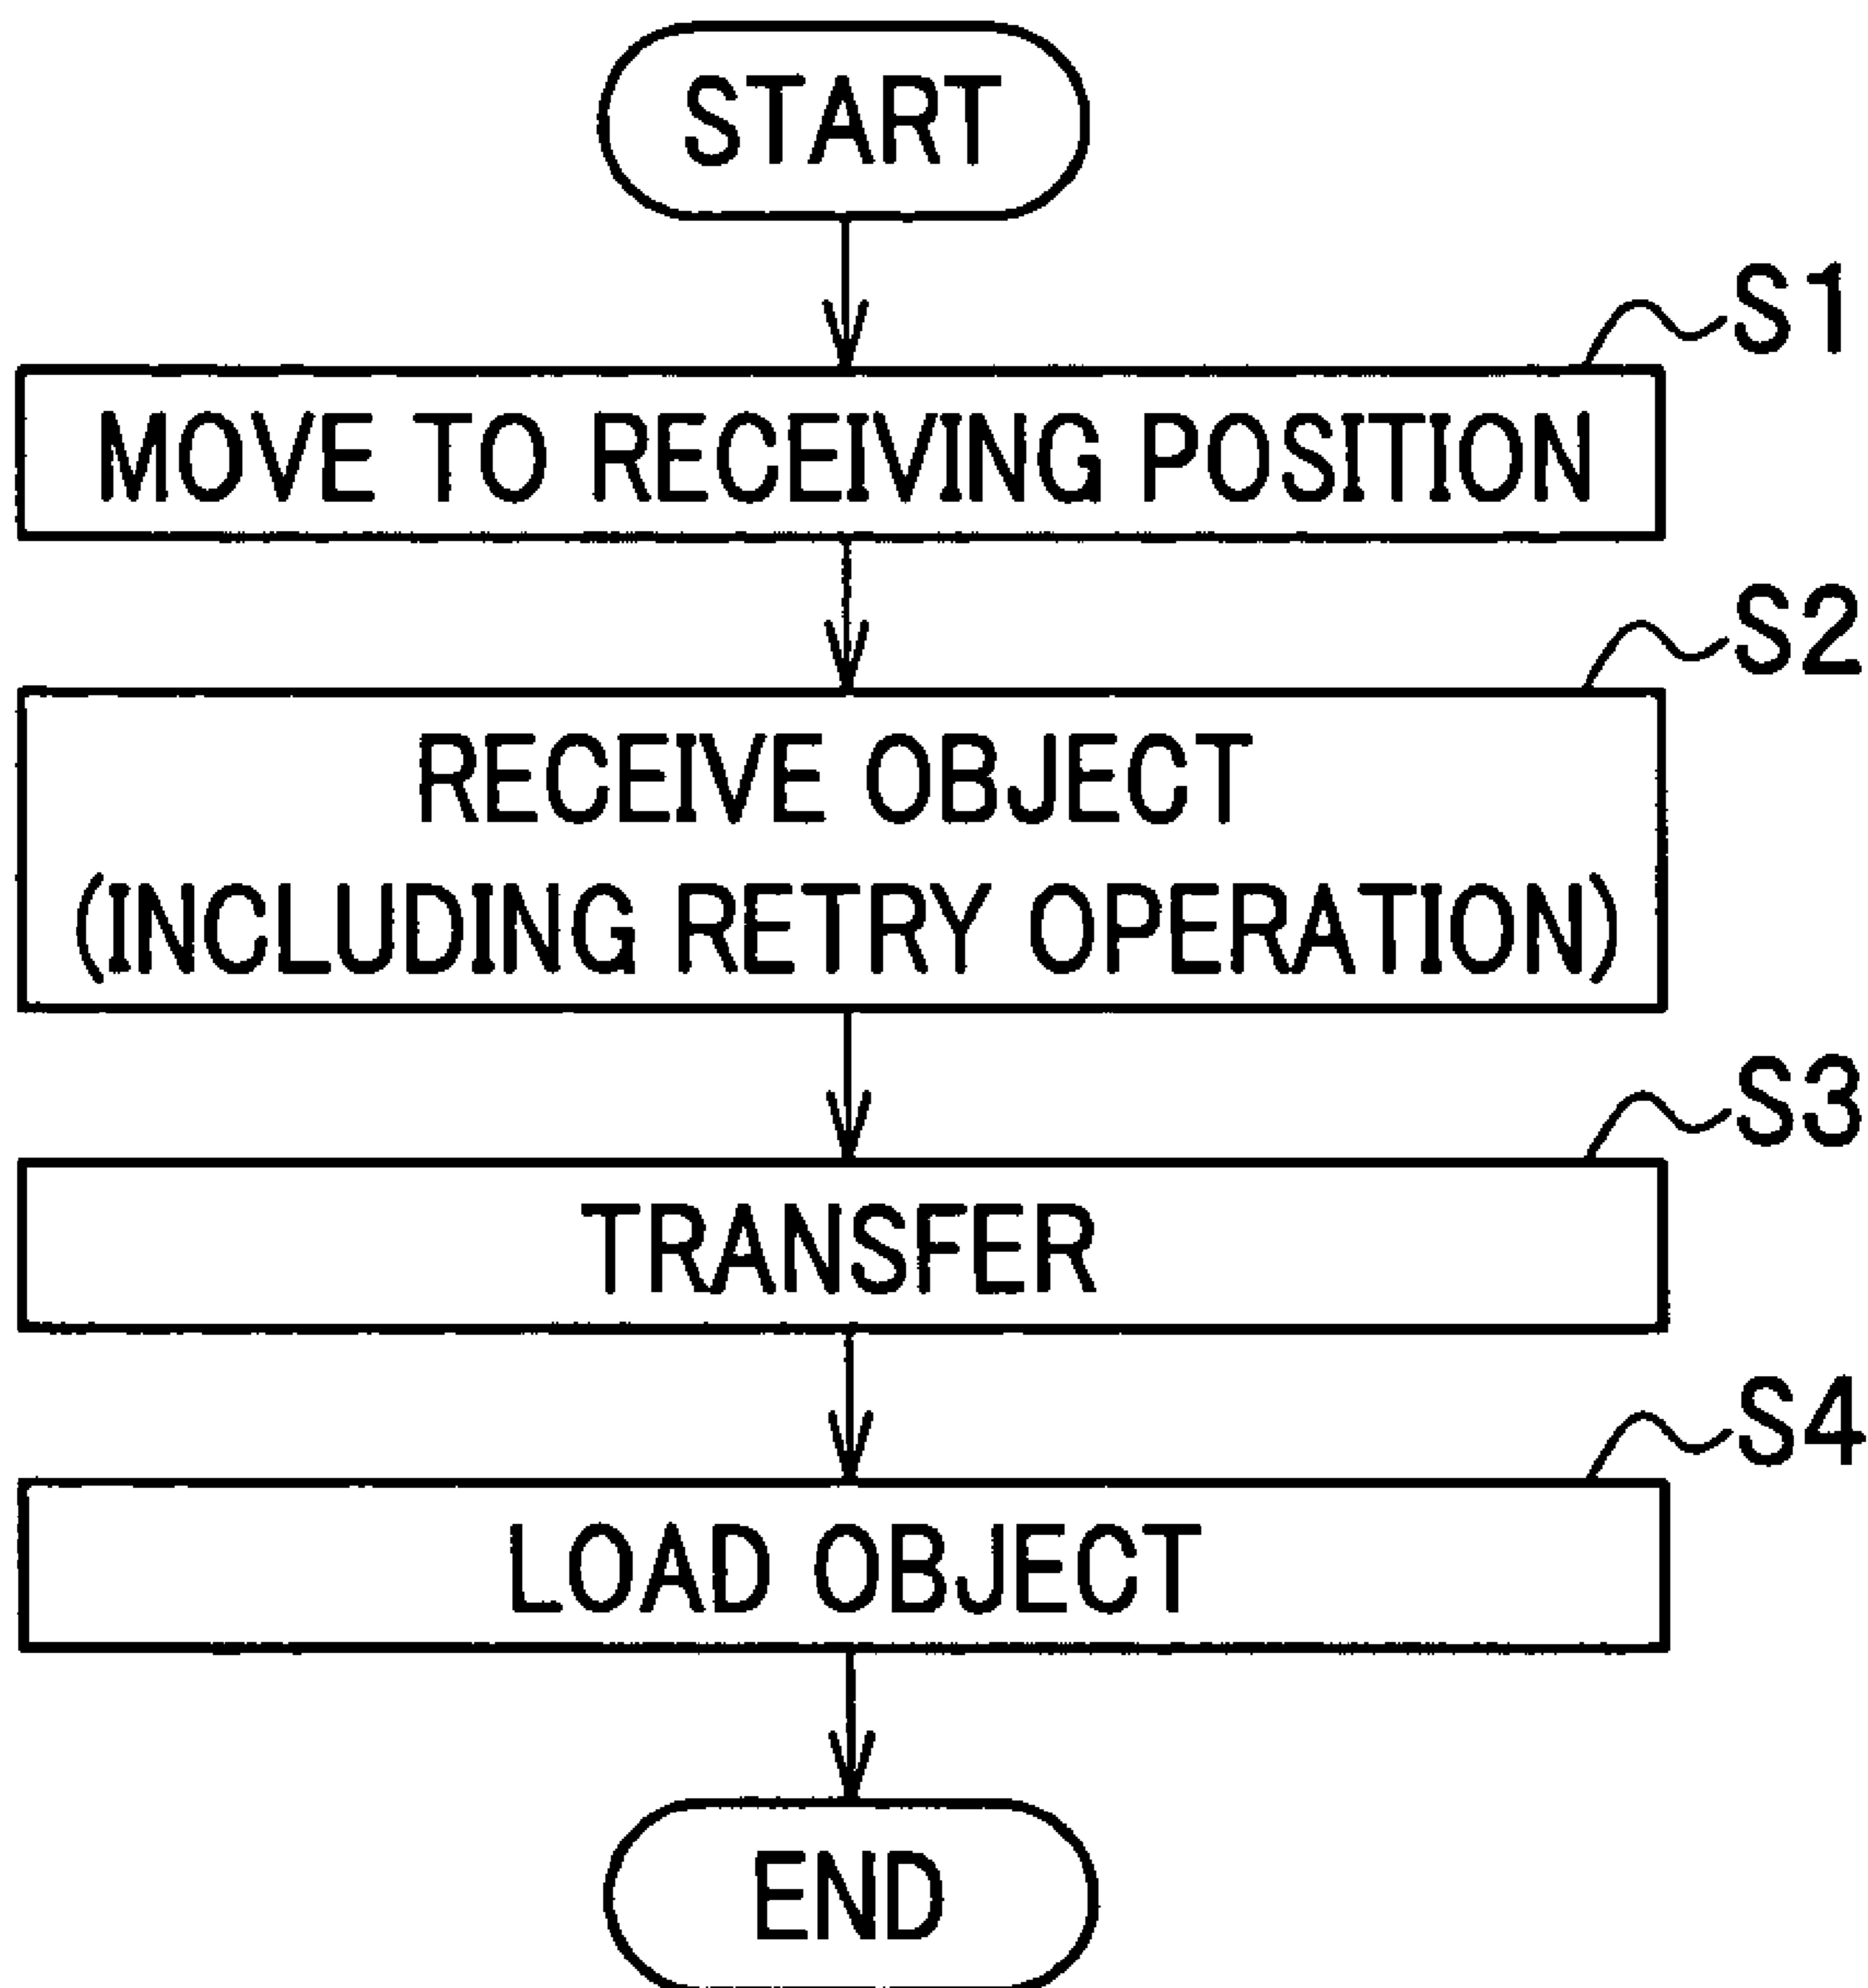 START
S1
MOVE TO RECEIVING POSITION
S2
RECEIVE OBJECT
(INCLUDING RETRY OPERATION)
S3
TRANSFER
S4
LOAD OBJECT
END